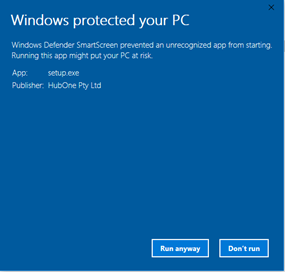 Windows protected your PC
Windows Defender SmartScreen prevented an unrecognized app from starting.
Running this app might put your PC at risk.
App: setup.exe
Publisher: HubOne Pty Ltd
Run anyway Don't run